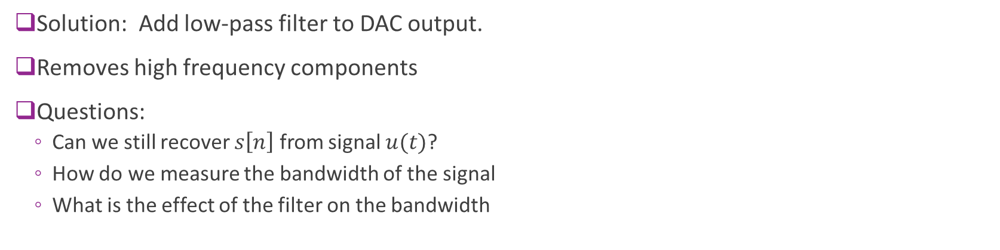 ❑Solution: Add low-pass filter to DAC output.
❑Removes high frequency components
❑Questions:
◦ Can we still recover 𝑠[𝑛] from signal 𝑢(𝑡)?
◦ How do we measure the bandwidth of the signal
◦ What is the effect of the filter on the bandwidth